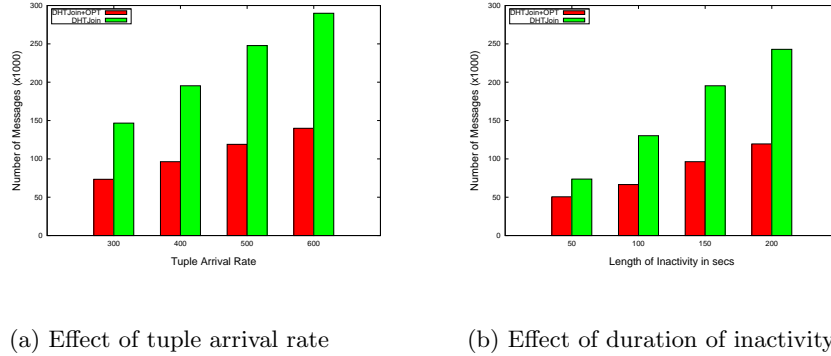 DHTJoin+OPT
DHTJoin
Number of Messages (x1000)
300
250
200
150
100
50
0
300 400 500 600
Tuple Arrival Rate
(a) Effect of tuple arrival rate
DHTJoin+OPT
DHTJoin
Number of Messages (x1000)
300
250
200
150
100
50
0
50 100 150 200
Length of Inactivity in secs
(b) Effect of duration of inactivity